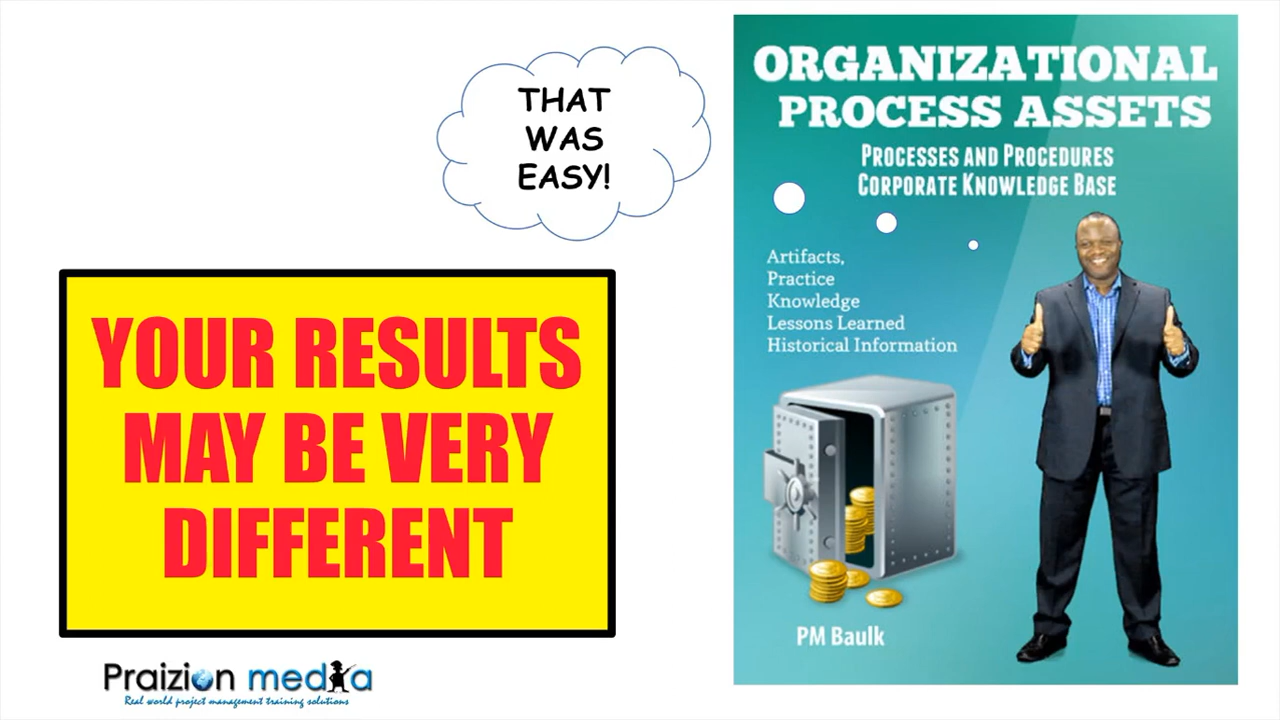 THAT
WAS
EASY!
YOUR RESULTS
MAY BE VERY
DIFFERENT
Praizion media
Real world project management training solutions
ORGANIZATIONAL
PROCESS ASSETS
PROCESSES AND PROCEDURES
CORPORATE KNOWLEDGE BASE
Artifacts,
Practice
Knowledge
Lessons Learned
Historical Information
PM Baulk